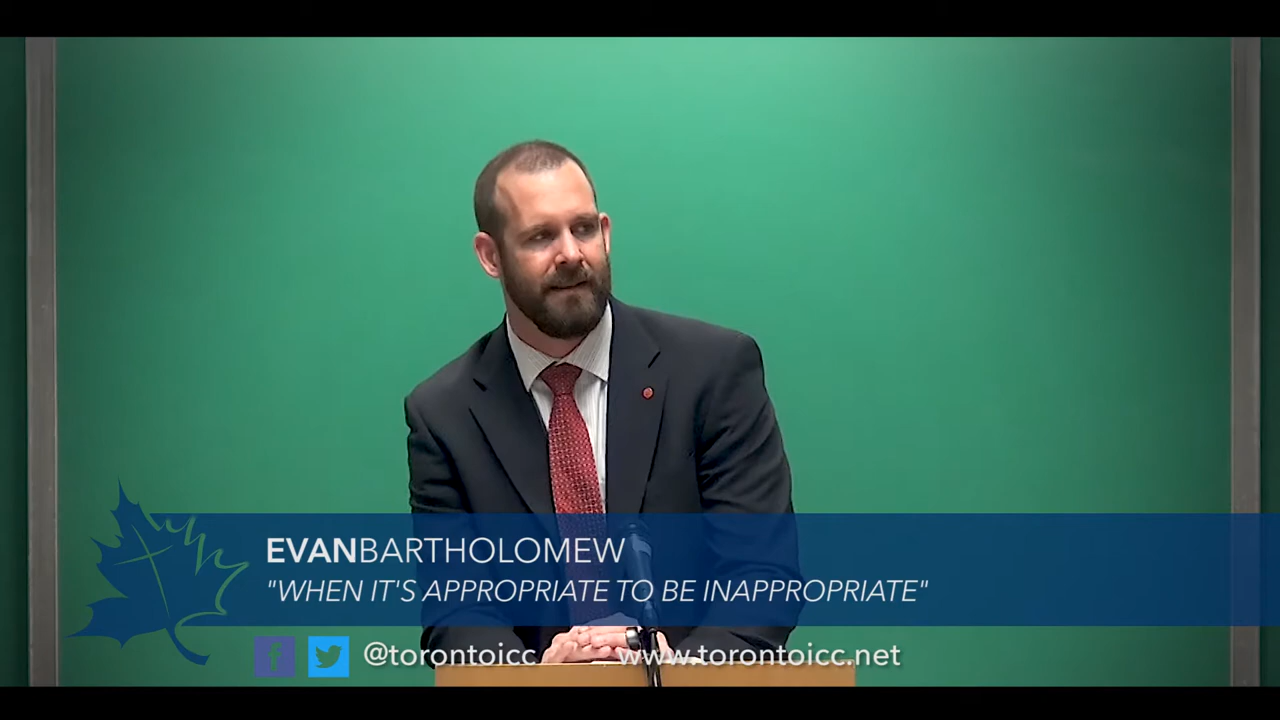 EVANBARTHOLOMEW
"WHEN IT'S APPROPRIATE TO BE INAPPROPRIATE"
@torontoicc www.torontoicc.net